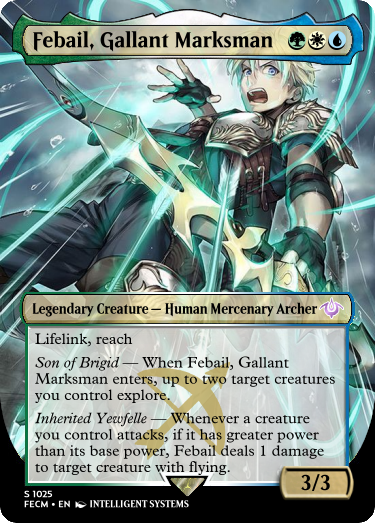 Febail, Gallant Marksman
Legendary Creature — Human Mercenary Archer
Lifelink, reach
Son of Brigid — When Febail, Gallant
Marksman enters, up to two target creatures
you control explore.
Inherited Yewfelle — Whenever a creature
you control attacks, if it has greater power
than its base power, Febail deals 1 damage
to target creature with flying.
3/3
S 1025
FECM • EN INTELLIGENT SYSTEMS